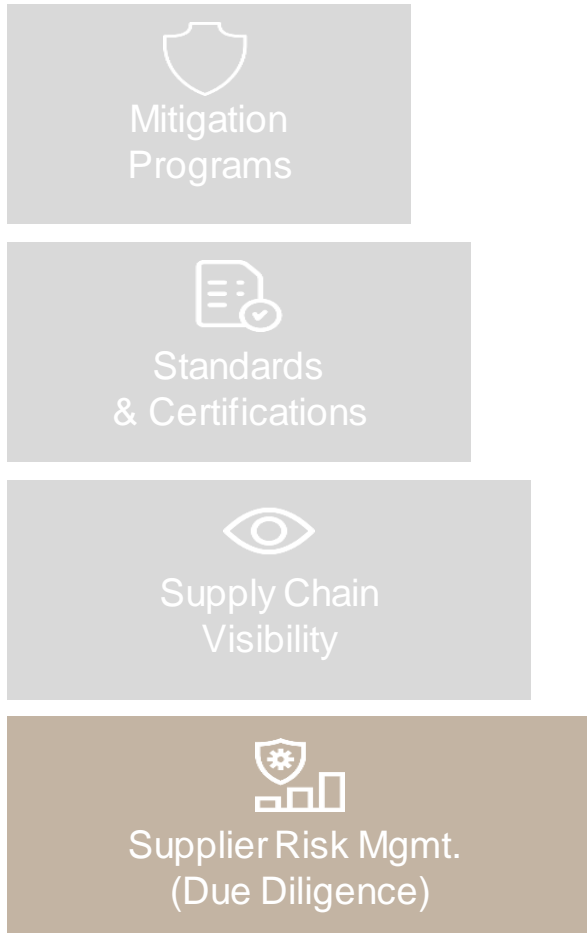 Mitigation
Programs
Standards
& Certifications
Supply Chain
Visibility
Supplier Risk Mgmt.
(Due Diligence)